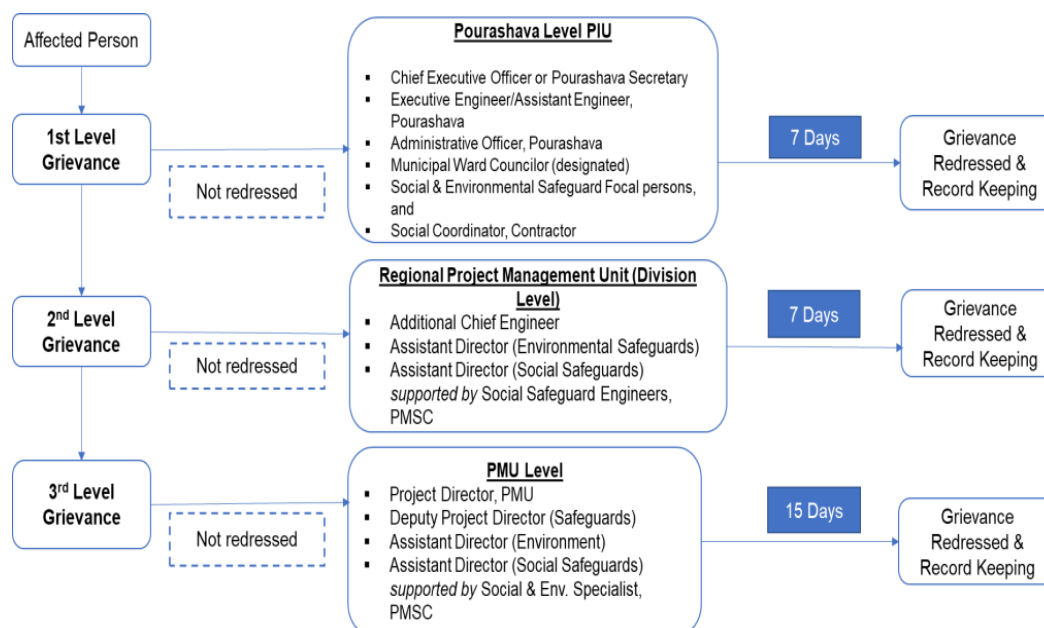 Affected Person
Pourashava Level PIU
▪ Chief Executive Officer or Pourashava Secretary
▪ Executive Engineer/Assistant Engineer,
Pourashava
▪ Administrative Officer, Pourashava
▪ Municipal Ward Councilor (designated)
▪ Social & Environmental Safeguard Focal persons,
and
▪ Social Coordinator, Contractor
1st Level
Grievance
Not redressed
7 Days
Grievance
Redressed &
Record Keeping
Regional Project Management Unit (Division
Level)
▪ Additional Chief Engineer
▪ Assistant Director (Environmental Safeguards)
▪ Assistant Director (Social Safeguards)
supported by Social Safeguard Engineers,
PMSC
2nd Level
Grievance
Not redressed
7 Days
Grievance
Redressed &
Record Keeping
PMU Level
▪ Project Director, PMU
▪ Deputy Project Director (Safeguards)
▪ Assistant Director (Environment)
▪ Assistant Director (Social Safeguards)
supported by Social & Env. Specialist,
PMSC
3rd Level
Grievance
Not redressed
15 Days
Grievance
Redressed &
Record Keeping